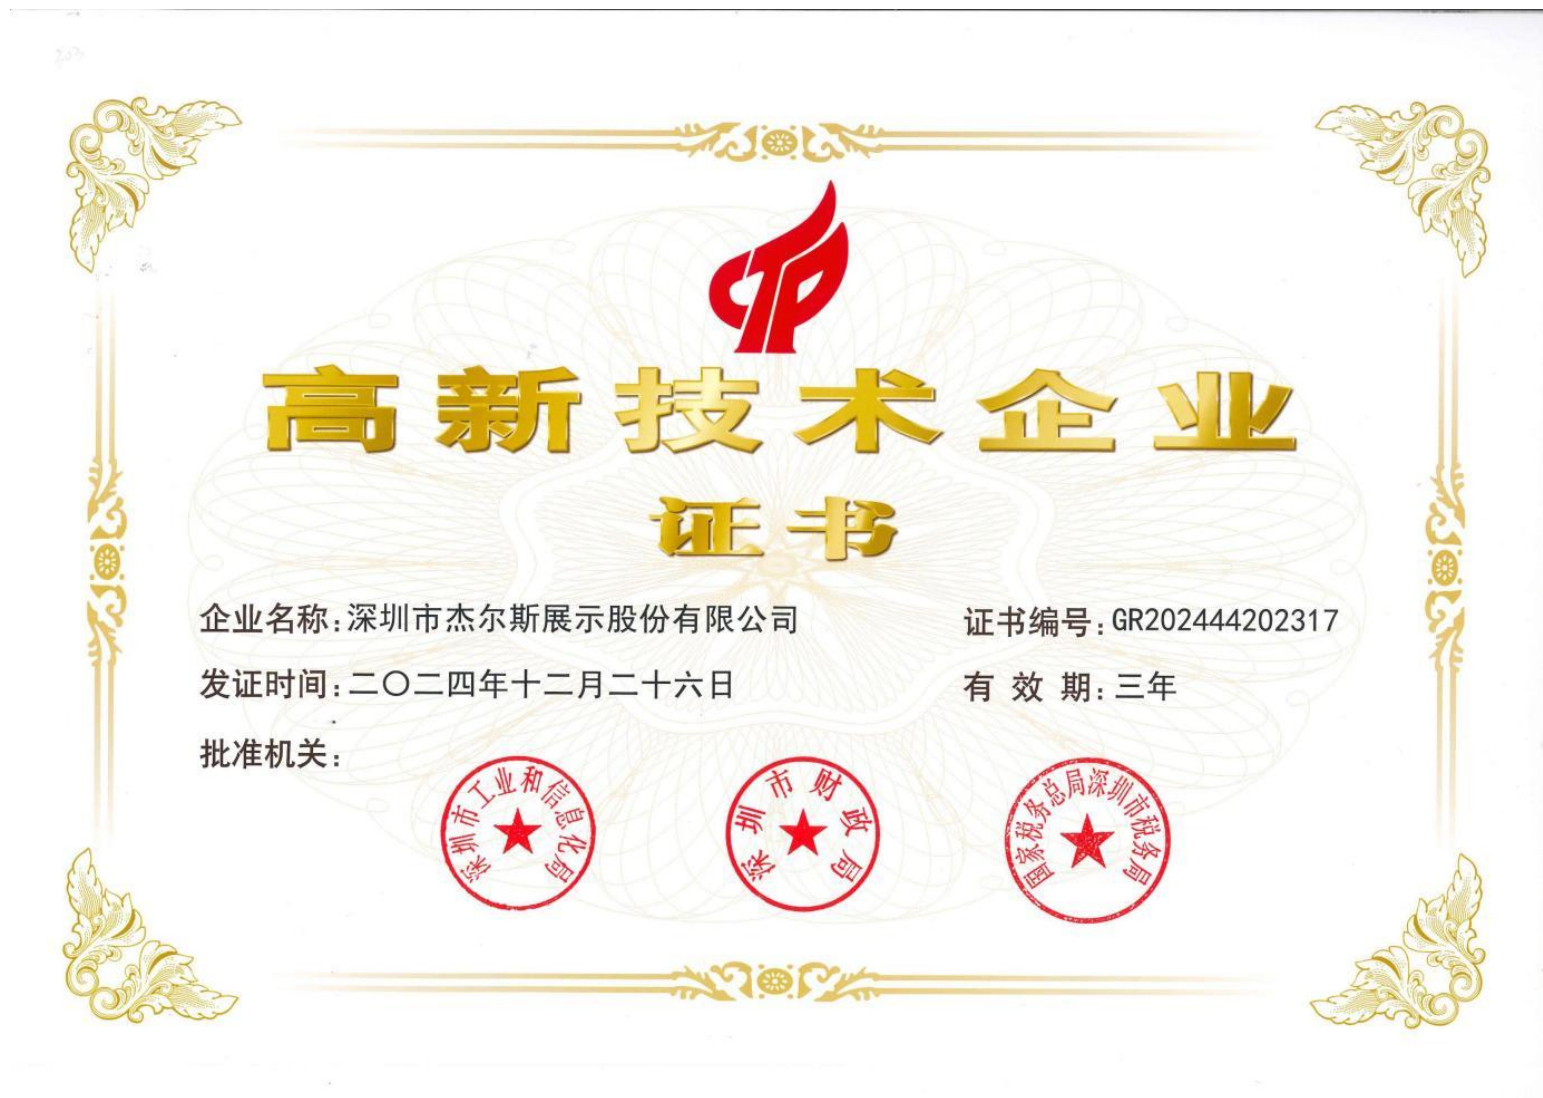 高新技术企业
证书
企业名称:深圳市杰尔斯展示股份有限公司
证书编号:GR202444202317
发证时间:二〇二四年十二月二十六日
有 效 期:三年
批准机关:
深圳市工业和信息化局
深圳市财政局
国家税务总局深圳市税务局